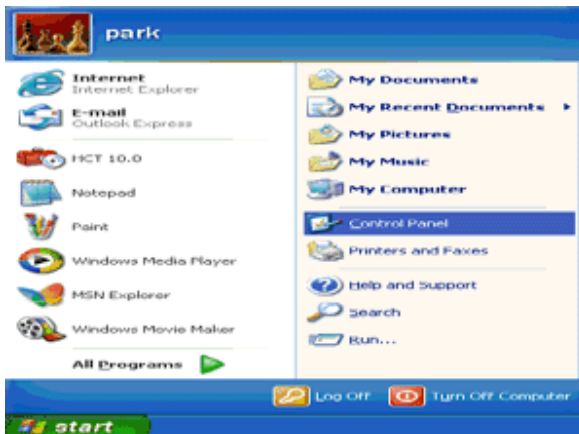 park
Internet
Internet Explorer
E-mail
Outlook Express
HCT 10.0
Notepad
Paint
Windows Media Player
MSN Explorer
Windows Movie Maker
All Programs
My Documents
My Recent Documents
My Pictures
My Music
My Computer
Control Panel
Printers and Faxes
Help and Support
Search
Run...
Log Off
Turn Off Computer
start